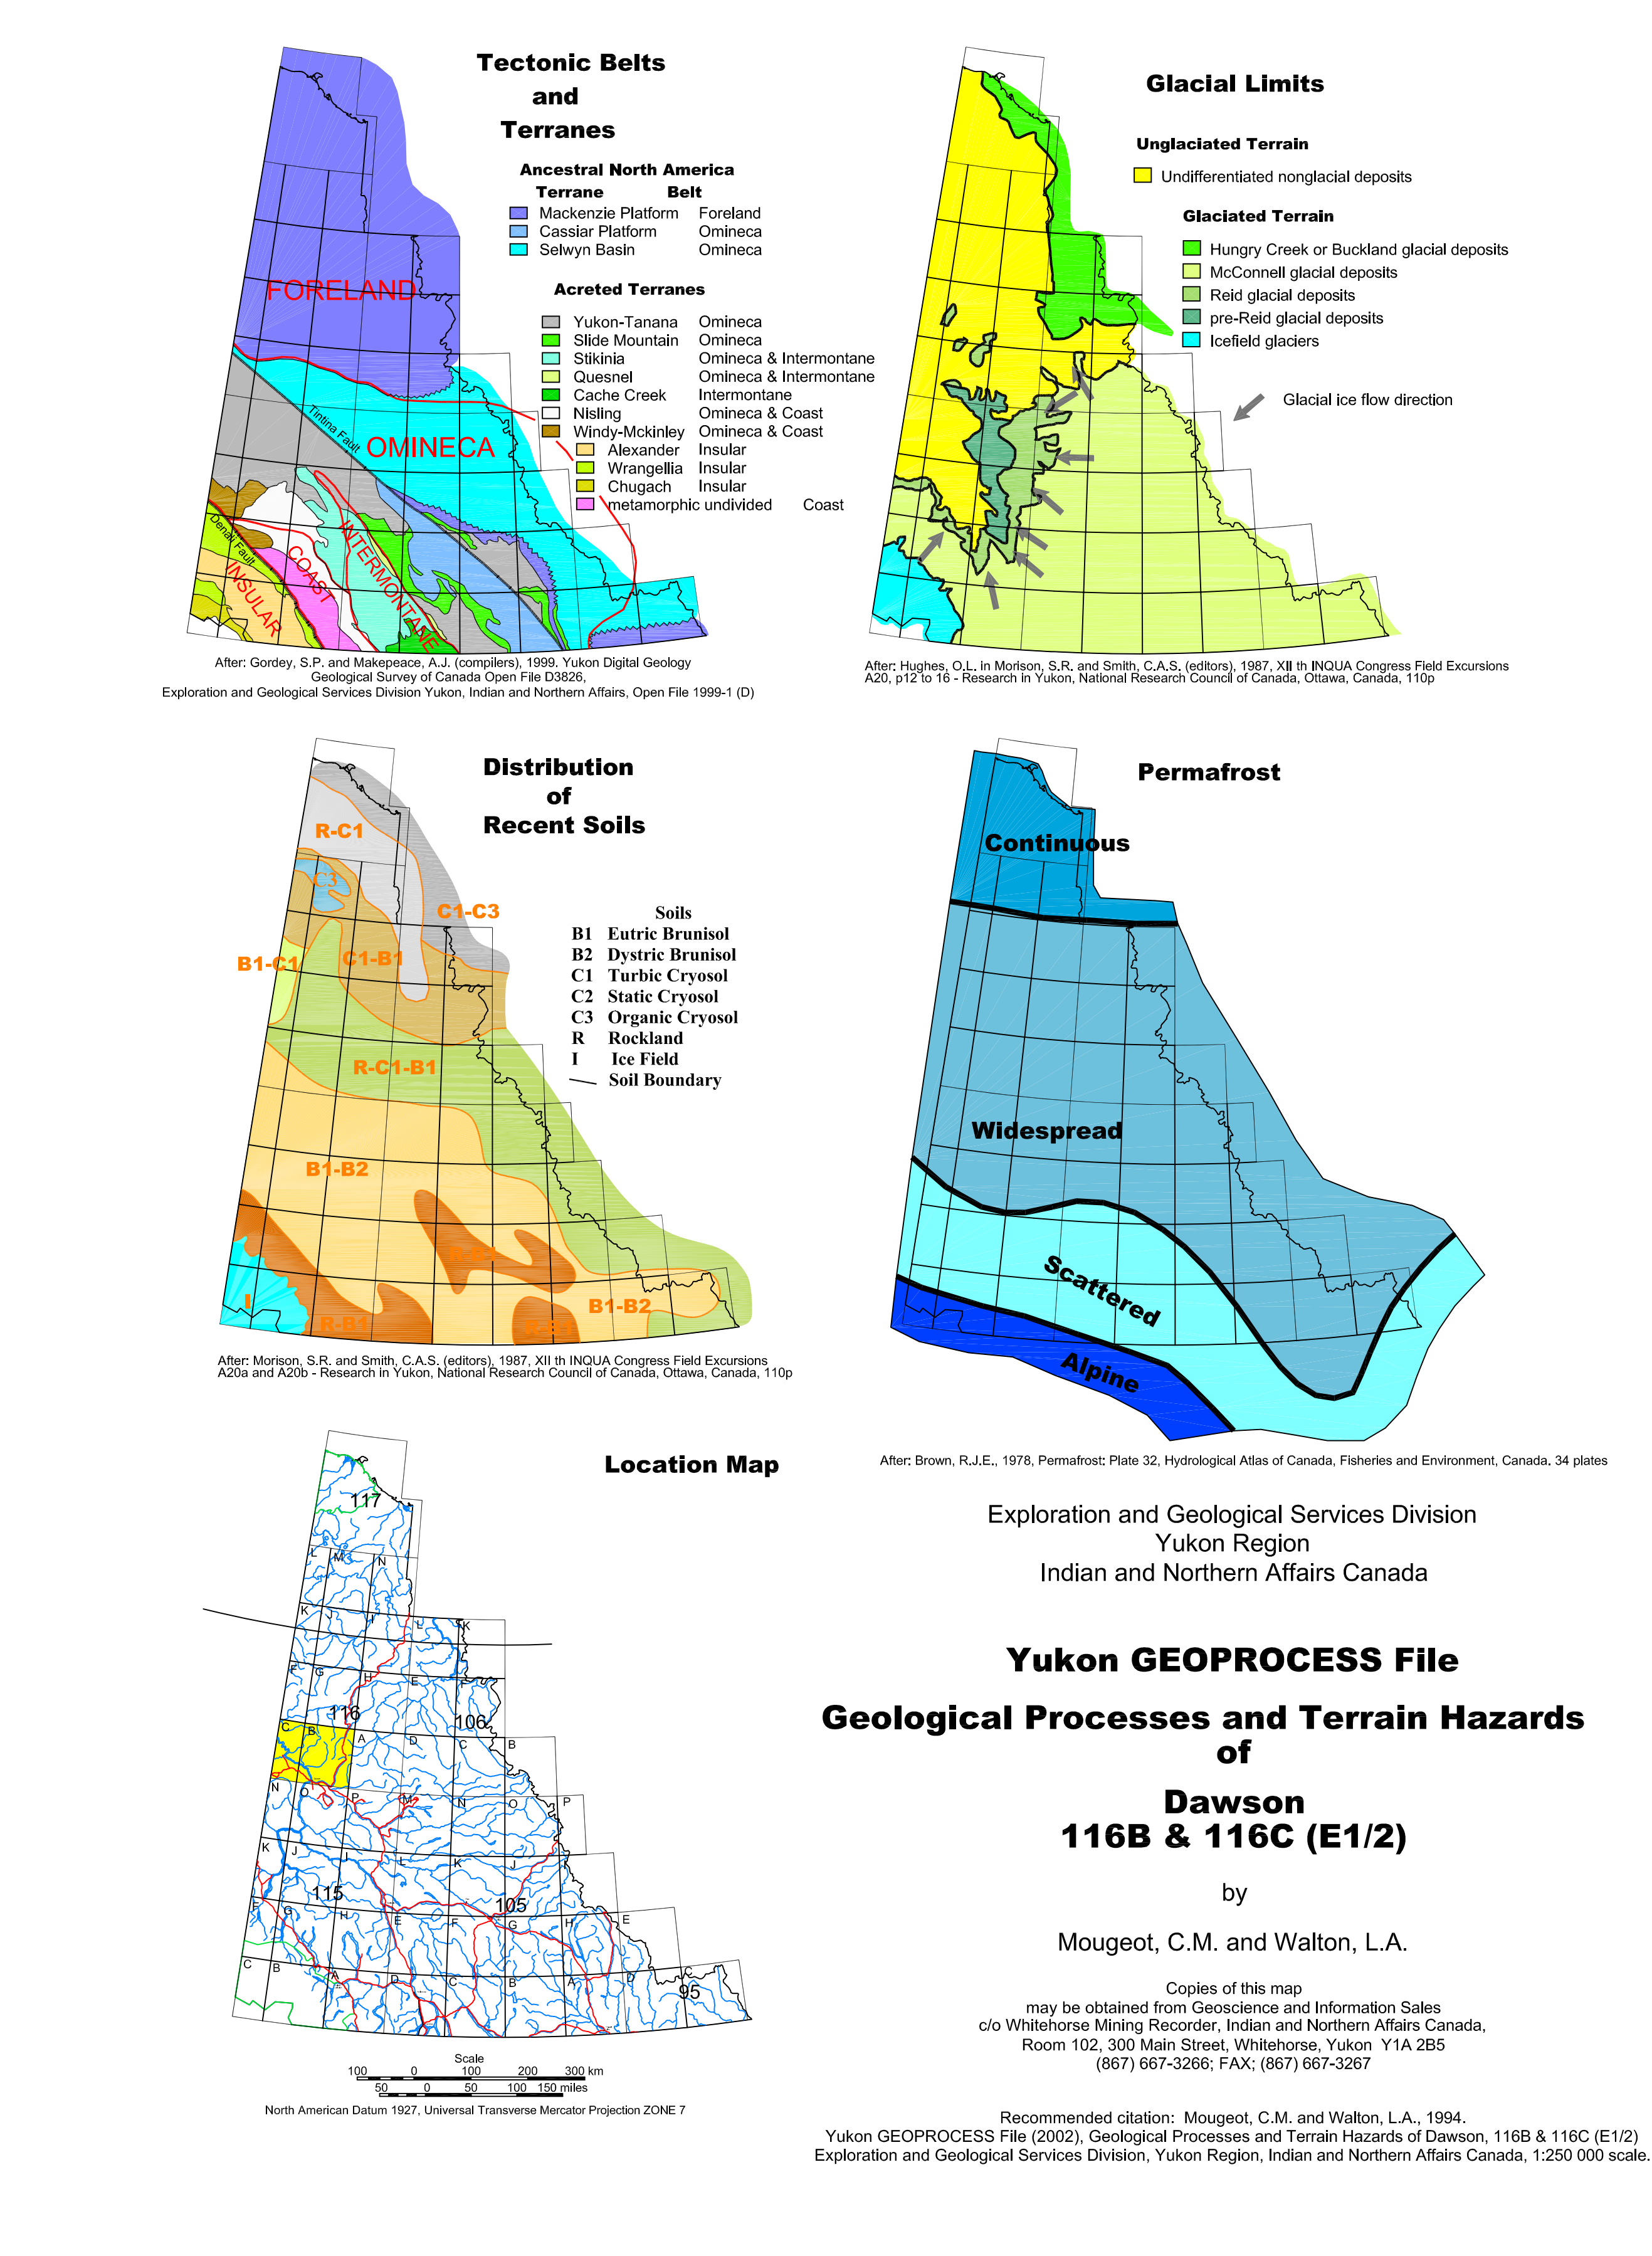 Tectonic Belts
and
Terranes
Ancestral North America
Terrane Belt
Mackenzie Platform Foreland
Cassiar Platform Omineca
Selwyn Basin Omineca
Acreted Terranes
Yukon-Tanana Omineca
Slide Mountain Omineca
Stikinia Omineca & Intermontane
Quesnel Omineca & Intermontane
Cache Creek Intermontane
Nisling Omineca & Coast
Windy-Mckinley Omineca & Coast
Alexander Insular
Wrangellia Insular
Chugach Insular
metamorphic undivided Coast
FORELAND
Tintina Fault
OMINECA
Denali Fault
INTERMONTANE
COAST
INSULAR
After: Gordey, S.P. and Makepeace, A.J. (compilers), 1999. Yukon Digital Geology
Geological Survey of Canada Open File D3826,
Exploration and Geological Services Division Yukon, Indian and Northern Affairs, Open File 1999-1 (D)
Glacial Limits
Unglaciated Terrain
Undifferentiated nonglacial deposits
Glaciated Terrain
Hungry Creek or Buckland glacial deposits
McConnell glacial deposits
Reid glacial deposits
pre-Reid glacial deposits
Icefield glaciers
Glacial ice flow direction
After: Hughes, O.L. in Morison, S.R. and Smith, C.A.S. (editors), 1987, XII th INQUA Congress Field Excursions
A20, p12 to 16 - Research in Yukon, National Research Council of Canada, Ottawa, Canada, 110p
Distribution
of
Recent Soils
R-C1
C3
C1-C3
B1-C1
C1-B1
R-C1-B1
B1-B2
B1-B2
I
R-B1
Soils
B1 Eutric Brunisol
B2 Dystric Brunisol
C1 Turbic Cryosol
C2 Static Cryosol
C3 Organic Cryosol
R Rockland
I Ice Field
Soil Boundary
After: Morison, S.R. and Smith, C.A.S. (editors), 1987, XII th INQUA Congress Field Excursions
A20a and A20b - Research in Yukon, National Research Council of Canada, Ottawa, Canada, 110p
Permafrost
Continuous
Widespread
Scattered
Alpine
After: Brown, R.J.E., 1978, Permafrost: Plate 32, Hydrological Atlas of Canada, Fisheries and Environment, Canada. 34 plates
Location Map
117
L M N
K J I L K
F G H E F
116
106
C B A D C B
N O P M N O P
K J I L K J I
115
105
F G H E F G H E
C B A D C B A D C
95
Scale
100 0 100 200 300 km
50 0 50 100 150 miles
North American Datum 1927, Universal Transverse Mercator Projection ZONE 7
Exploration and Geological Services Division
Yukon Region
Indian and Northern Affairs Canada
Yukon GEOPROCESS File
Geological Processes and Terrain Hazards
of
Dawson
116B & 116C (E1/2)
by
Mougeot, C.M. and Walton, L.A.
Copies of this map
may be obtained from Geoscience and Information Sales
c/o Whitehorse Mining Recorder, Indian and Northern Affairs Canada,
Room 102, 300 Main Street, Whitehorse, Yukon Y1A 2B5
(867) 667-3266; FAX; (867) 667-3267
Recommended citation: Mougeot, C.M. and Walton, L.A., 1994.
Yukon GEOPROCESS File (2002), Geological Processes and Terrain Hazards of Dawson, 116B & 116C (E1/2)
Exploration and Geological Services Division, Yukon Region, Indian and Northern Affairs Canada, 1:250 000 scale.